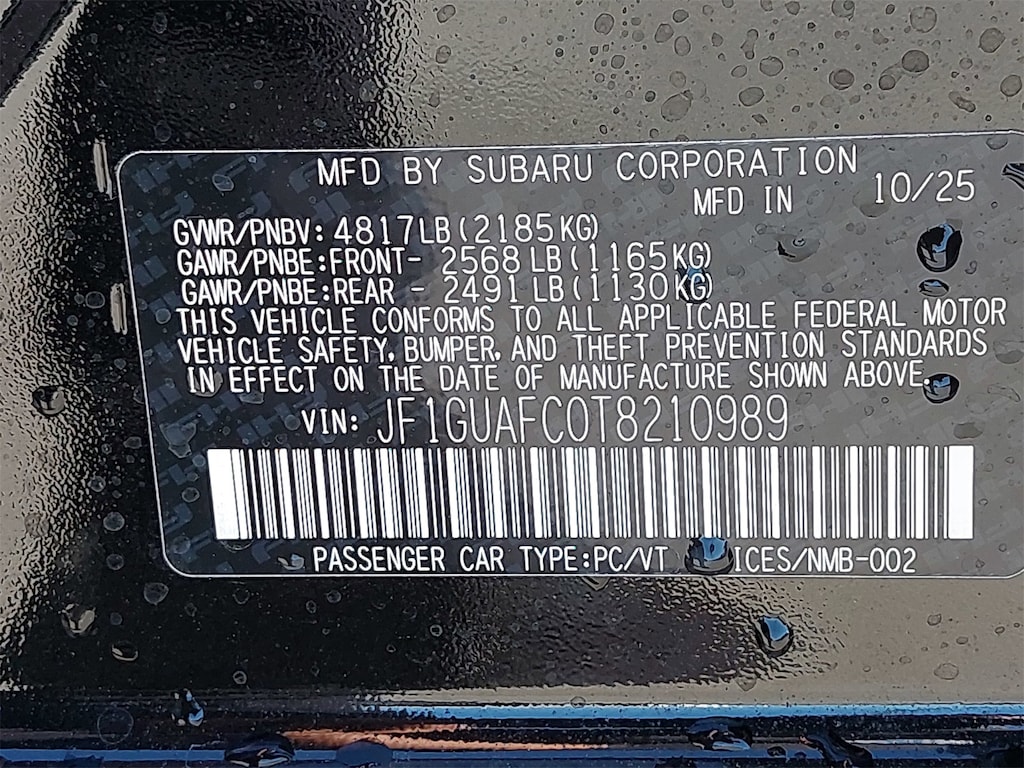 MFD BY SUBARU CORPORATION
MFD IN 10/25
GVWR/PNBV: 4817LB(2185KG)
GAWR/PNBE:FRONT- 2568 LB(1165KG)
GAWR/PNBE:REAR - 2491 LB(1130KG)
THIS VEHICLE CONFORMS TO ALL APPLICABLE FEDERAL MOTOR
VEHICLE SAFETY, BUMPER, AND THEFT PREVENTION STANDARDS
IN EFFECT ON THE DATE OF MANUFACTURE SHOWN ABOVE.
VIN: JF1GUAFC0T8210989
PASSENGER CAR TYPE:PC/VT ICES/NMB-002